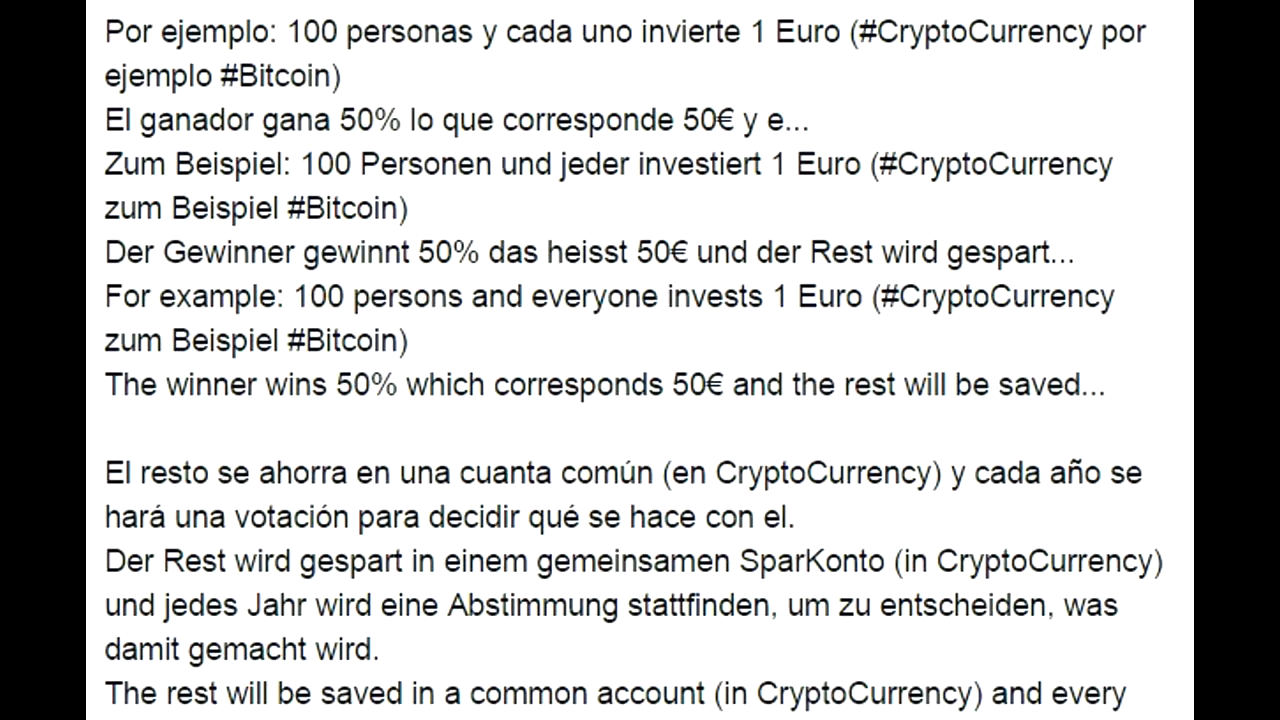 Por ejemplo: 100 personas y cada uno invierte 1 Euro (#CryptoCurrency por
ejemplo #Bitcoin)
El ganador gana 50% lo que corresponde 50€ y e...
Zum Beispiel: 100 Personen und jeder investiert 1 Euro (#CryptoCurrency
zum Beispiel #Bitcoin)
Der Gewinner gewinnt 50% das heisst 50€ und der Rest wird gespart...
For example: 100 persons and everyone invests 1 Euro (#CryptoCurrency
zum Beispiel #Bitcoin)
The winner wins 50% which corresponds 50€ and the rest will be saved...
El resto se ahorra en una cuanta común (en CryptoCurrency) y cada año se
hará una votación para decidir qué se hace con el.
Der Rest wird gespart in einem gemeinsamen SparKonto (in CryptoCurrency)
und jedes Jahr wird eine Abstimmung stattfinden, um zu entscheiden, was
damit gemacht wird.
The rest will be saved in a common account (in CryptoCurrency) and every